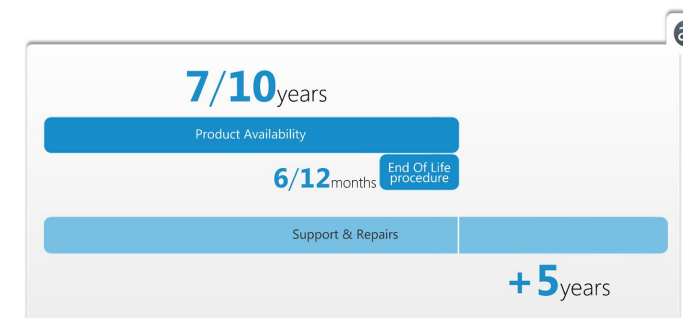 7/10years
Product Availability
6/12months
End Of Life
procedure
Support & Repairs
+5years